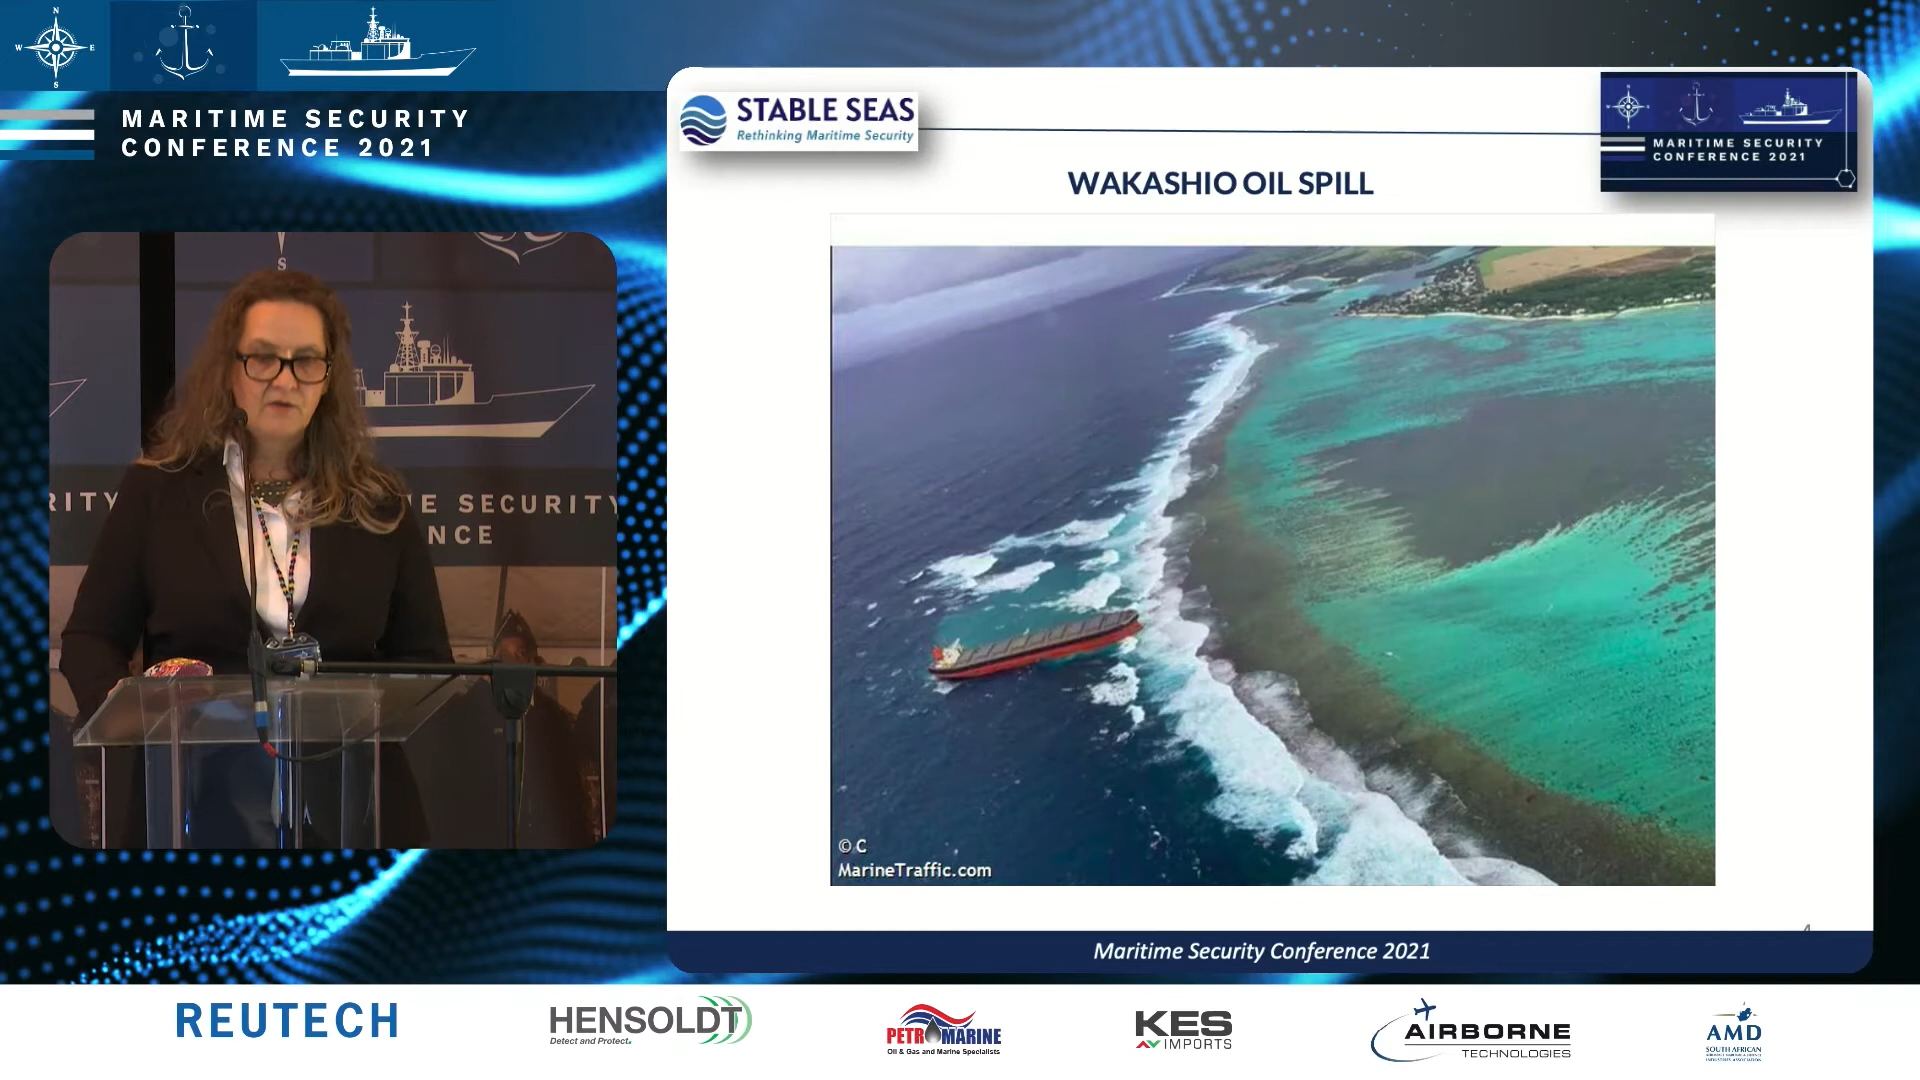 N
W E
S
MARITIME SECURITY
CONFERENCE 2021
S
RITY
E SECURITY
NCE
STABLE SEAS
Rethinking Maritime Security
MARITIME SECURITY
CONFERENCE 2021
WAKASHIO OIL SPILL
© C
MarineTraffic.com
4
Maritime Security Conference 2021
REUTECH
HENSOLDT
Detect and Protect.
PETROMARINE
Oil & Gas and Marine Specialists
KES
IMPORTS
AIRBORNE
TECHNOLOGIES
AMD
SOUTH AFRICAN